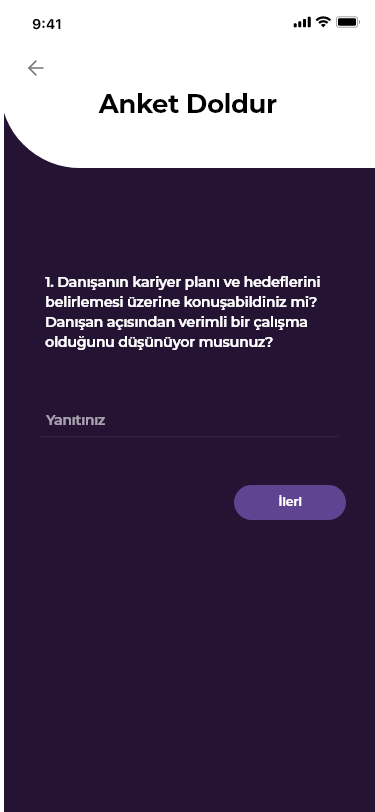 9:41
Anket Doldur
1. Danışanın kariyer planı ve hedeflerini
belirlemesi üzerine konuşabildiniz mi?
Danışan açısından verimli bir çalışma
olduğunu düşünüyor musunuz?
Yanıtınız
İleri